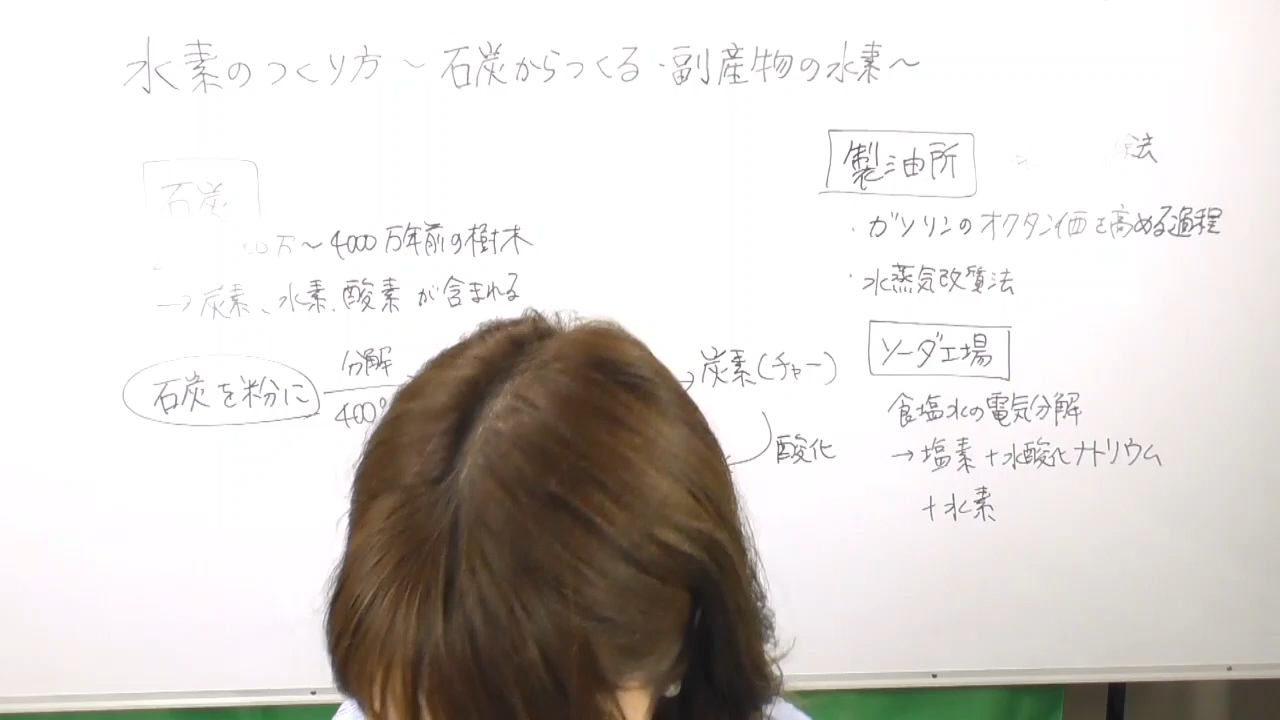 水素のつくり方 ～ 石炭からつくる・副産物の水素～
石炭
万～4000万年前の樹木
→炭素、水素、酸素 が含まれる
石炭を粉に
分解
400°
炭素(チャー)
酸化
製油所
法
・ガソリンのオクタン価を高める過程
・水蒸気改質法
ソーダ工場
食塩水の電気分解
→塩素+水酸化ナトリウム
+水素